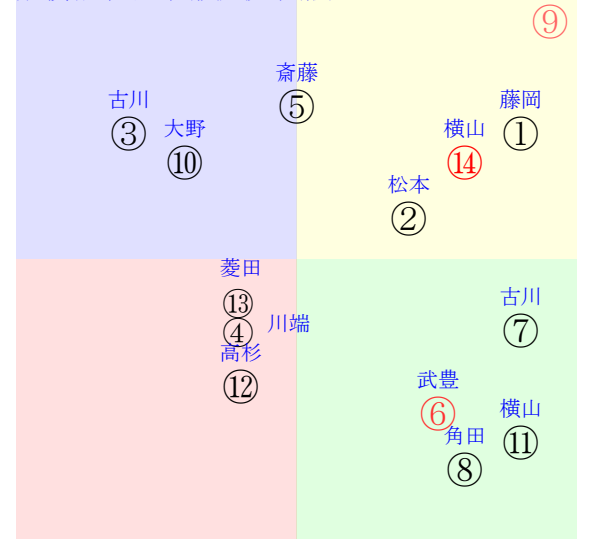 ⑨
斎藤
⑤
古川
③
藤岡
①
大野
⑩
横山
⑭
松本
②
菱田
⑬
川端
④
古川
⑦
高杉
⑫
武豊
⑥
横山
⑪
角田
⑧